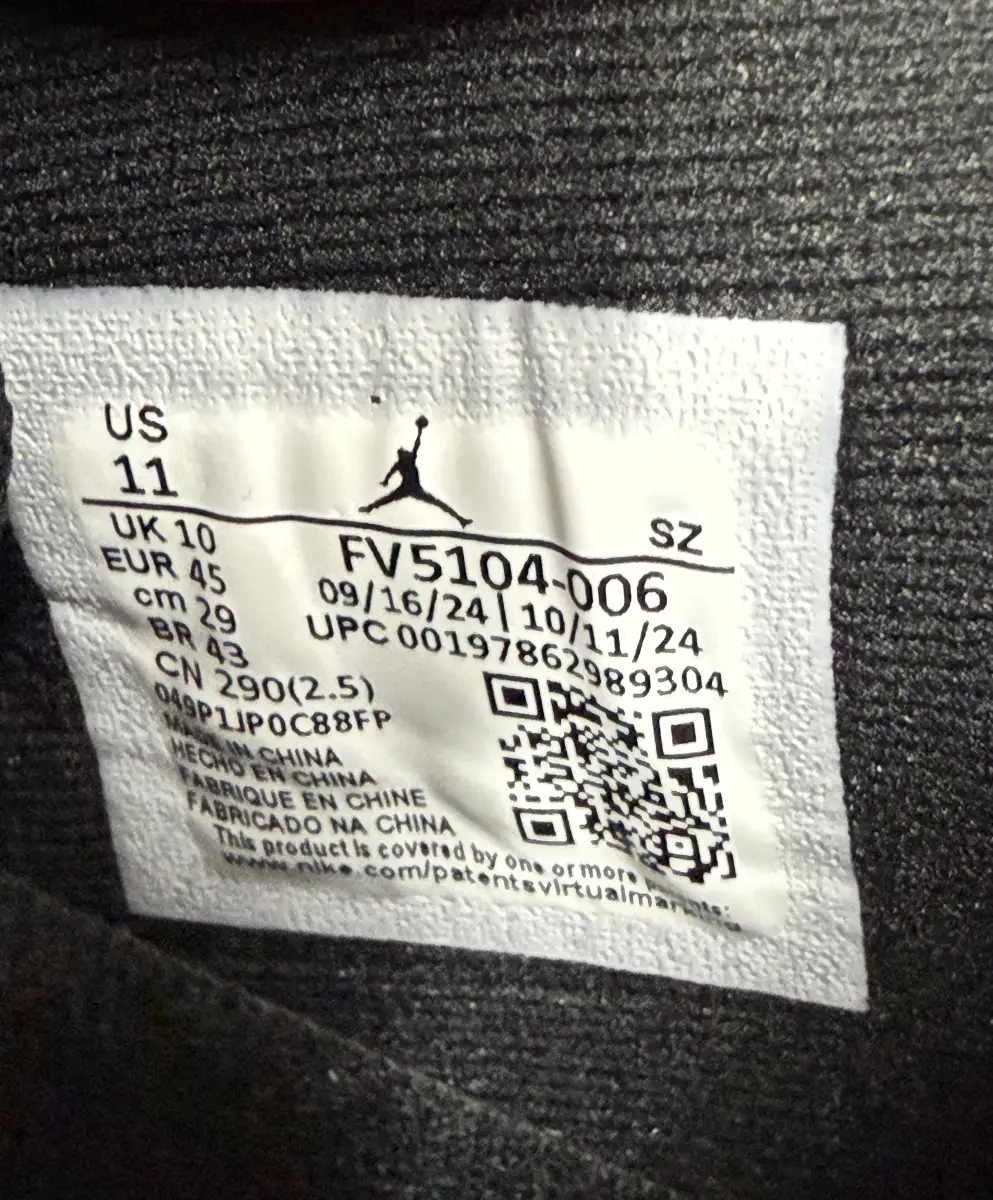 US
11
SZ
UK 10
EUR 45
cm 29
BR 43
CN 290(2.5)
FV5104-006
09/16/24 | 10/11/24
UPC 00197862989304
049P1JP0C88FP
MADE IN CHINA
HECHO EN CHINA
FABRIQUE EN CHINE
FABRICADO NA CHINA
This product is covered by one or more Patents:
www.nike.com/patentsvirtualmar